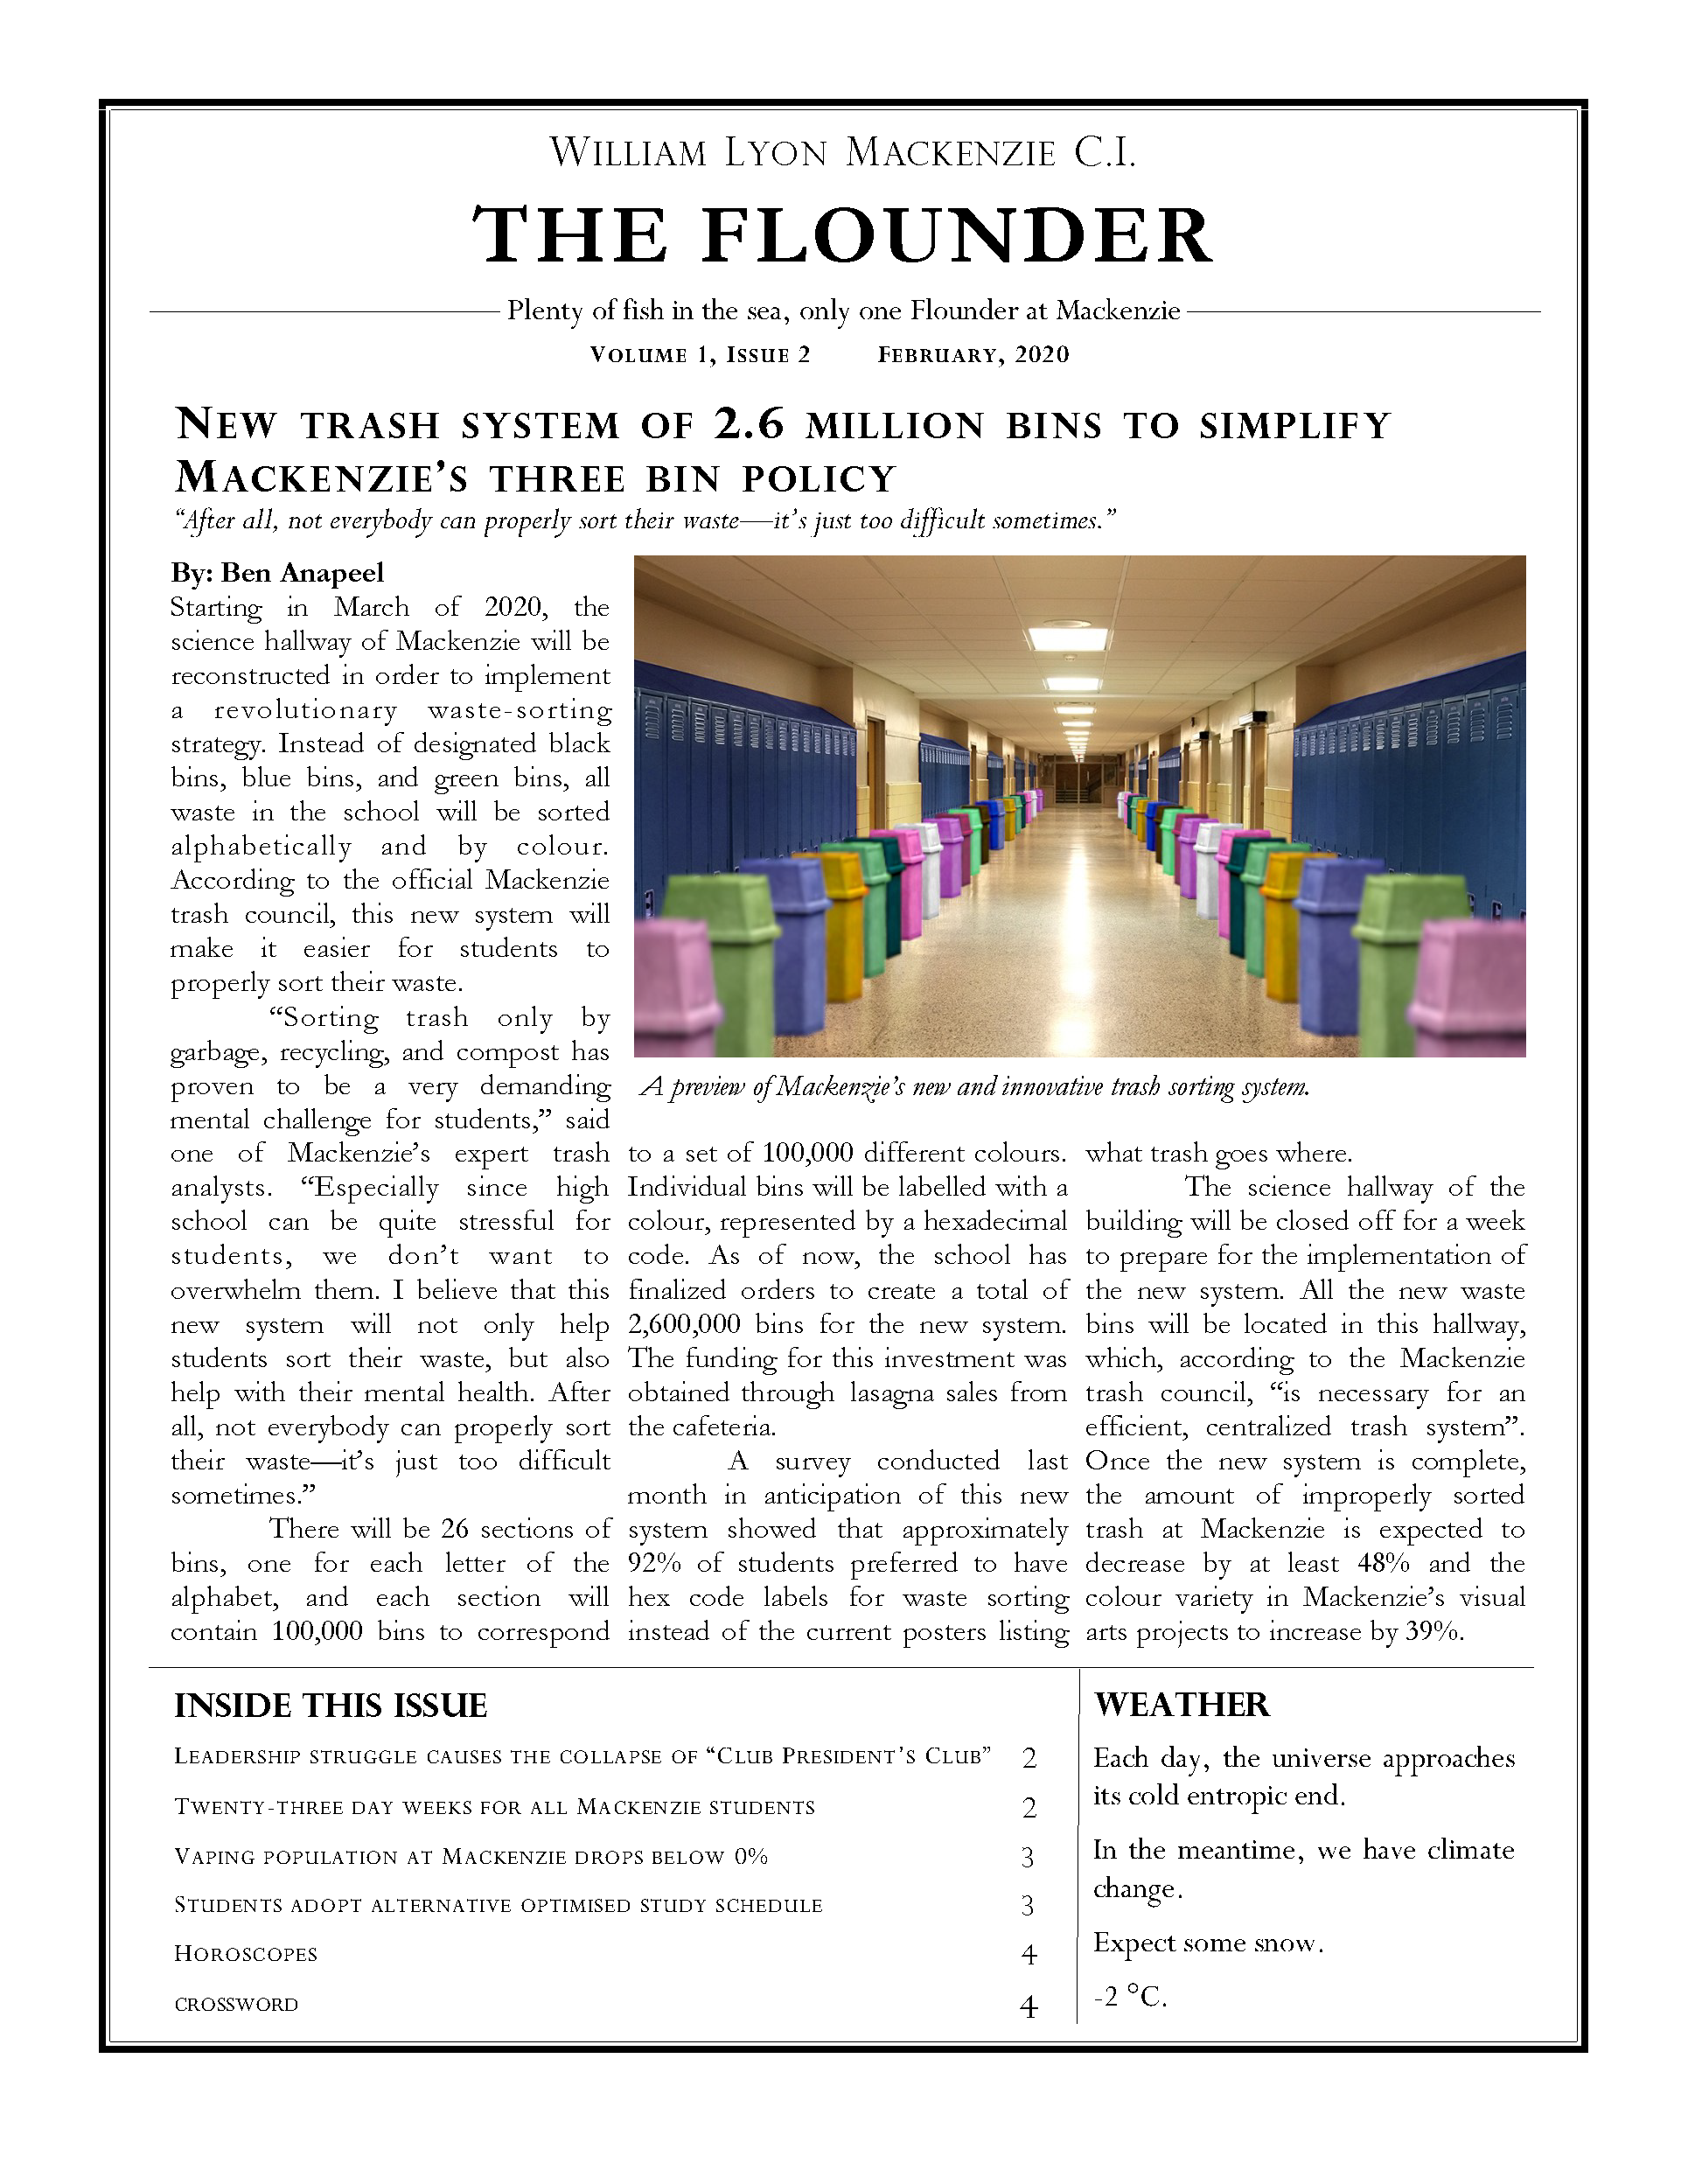 William Lyon Mackenzie C.I.
THE FLOUNDER
Plenty of fish in the sea, only one Flounder at Mackenzie
Volume 1, Issue 2 February, 2020
New trash system of 2.6 million bins to simplify
Mackenzie’s three bin policy
“After all, not everybody can properly sort their waste—it’s just too difficult sometimes.”
By: Ben Anapeel
Starting in March of 2020, the
science hallway of Mackenzie will be
reconstructed in order to implement
a revolutionary waste-sorting
strategy. Instead of designated black
bins, blue bins, and green bins, all
waste in the school will be sorted
alphabetically and by colour.
According to the official Mackenzie
trash council, this new system will
make it easier for students to
properly sort their waste.
“Sorting trash only by
garbage, recycling, and compost has
proven to be a very demanding
mental challenge for students,” said
one of Mackenzie’s expert trash
analysts. “Especially since high
school can be quite stressful for
students, we don’t want to
overwhelm them. I believe that this
new system will not only help
students sort their waste, but also
help with their mental health. After
all, not everybody can properly sort
their waste—it’s just too difficult
sometimes.”
There will be 26 sections of
bins, one for each letter of the
alphabet, and each section will
contain 100,000 bins to correspond
A preview of Mackenzie’s new and innovative trash sorting system.
to a set of 100,000 different colours.
Individual bins will be labelled with a
colour, represented by a hexadecimal
code. As of now, the school has
finalized orders to create a total of
2,600,000 bins for the new system.
The funding for this investment was
obtained through lasagna sales from
the cafeteria.
A survey conducted last
month in anticipation of this new
system showed that approximately
92% of students preferred to have
hex code labels for waste sorting
instead of the current posters listing
what trash goes where.
The science hallway of the
building will be closed off for a week
to prepare for the implementation of
the new system. All the new waste
bins will be located in this hallway,
which, according to the Mackenzie
trash council, “is necessary for an
efficient, centralized trash system”.
Once the new system is complete,
the amount of improperly sorted
trash at Mackenzie is expected to
decrease by at least 48% and the
colour variety in Mackenzie’s visual
arts projects to increase by 39%.
INSIDE THIS ISSUE
Leadership struggle causes the collapse of “Club President’s Club” 2
Twenty-three day weeks for all Mackenzie students 2
Vaping population at Mackenzie drops below 0% 3
Students adopt alternative optimised study schedule 3
Horoscopes 4
crossword 4
WEATHER
Each day, the universe approaches
its cold entropic end.
In the meantime, we have climate
change.
Expect some snow.
-2 °C.